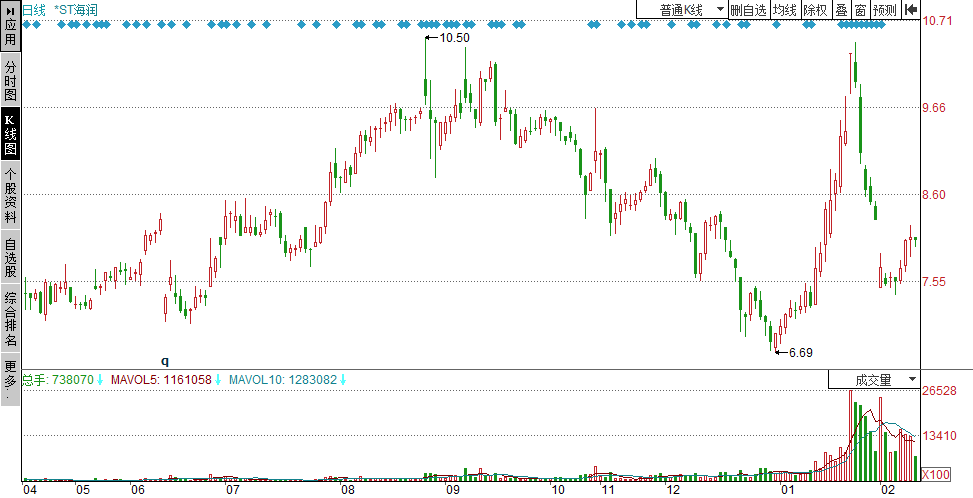 日线 *ST海润
普通K线 删自选 均线 除权 叠 窗 预测
应用
分时图
K线图
个股资料
自选股
综合排名
更多
10.71
9.66
8.60
7.55
10.50
6.69
q
总手: 738070 MAVOL5: 1161058 MAVOL10: 1283082
成交量
26528
13410
X100
04 05 06 07 08 09 10 11 12 01 02